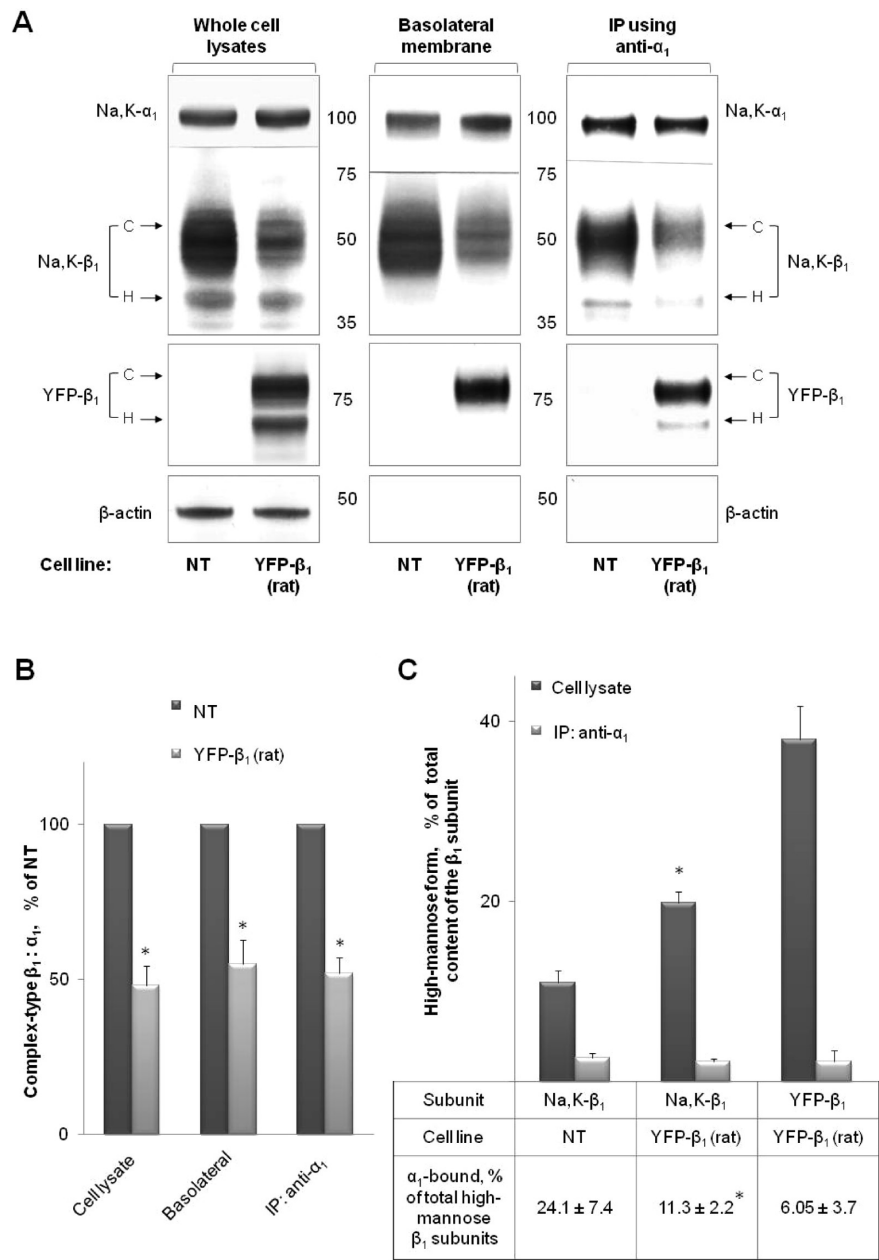 A
Whole cell lysates
Basolateral membrane
IP using anti-α₁
Na,K-α₁
100
100
Na,K-α₁
75
75
C
50
50
C
Na,K-β₁
Na,K-β₁
H
H
35
35
C
C
YFP-β₁
75
75
YFP-β₁
H
H
50
50
β-actin
β-actin
Cell line:
NT
YFP-β₁ (rat)
NT
YFP-β₁ (rat)
NT
YFP-β₁ (rat)
B
NT
YFP-β₁ (rat)
Complex-type β₁ : α₁, % of NT
100
50
0
*
*
*
Cell lysate
Basolateral
IP: anti-α₁
C
Cell lysate
IP: anti-α₁
High-mannose form, % of total content of the β₁ subunit
40
20
*
Subunit
Na,K-β₁
Na,K-β₁
YFP-β₁
Cell line
NT
YFP-β₁ (rat)
YFP-β₁ (rat)
α₁-bound, % of total high-mannose β₁ subunits
24.1 ± 7.4
11.3 ± 2.2*
6.05 ± 3.7